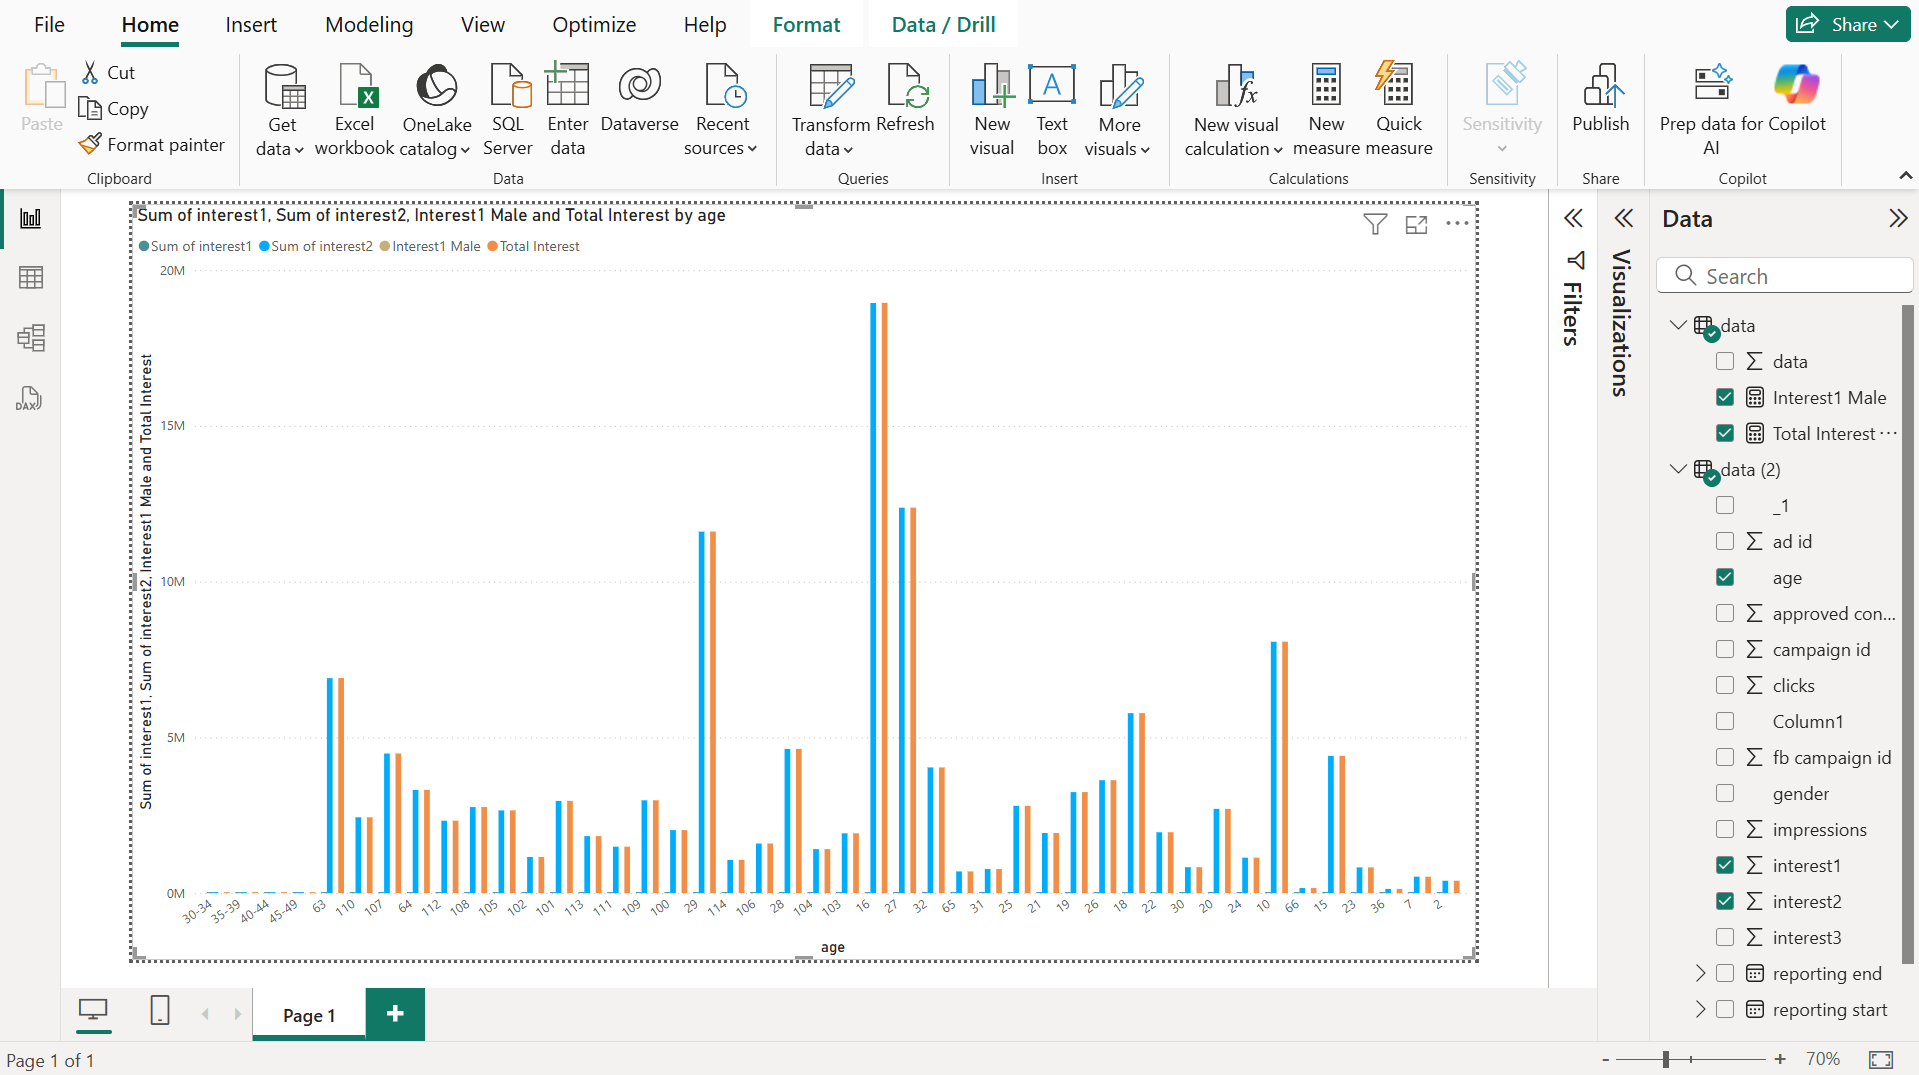 File Home Insert Modeling View Optimize Help Format Data / Drill Share
Paste
Cut
Copy
Format painter
Clipboard
Get data
Excel workbook
OneLake catalog
SQL Server
Enter data
Dataverse
Recent sources
Data
Transform data
Refresh
Queries
New visual
Text box
More visuals
Insert
New visual calculation
New measure
Quick measure
Calculations
Sensitivity
Sensitivity
Publish
Share
Prep data for AI
Copilot
Copilot
DAX
Sum of interest1, Sum of interest2, Interest1 Male and Total Interest by age
Sum of interest1 Sum of interest2 Interest1 Male Total Interest
Sum of interest1, Sum of interest2, Interest1 Male and Total Interest
20M
15M
10M
5M
0M
30-34 35-39 40-44 45-49 63 110 107 64 112 108 105 102 101 113 111 109 100 29 114 106 28 104 103 16 27 32 65 31 25 21 19 26 18 22 30 20 24 10 66 15 23 36 7 2
age
Filters
Visualizations
Data
Search
data
data
Interest1 Male
Total Interest
data (2)
_1
ad id
age
approved con...
campaign id
clicks
Column1
fb campaign id
gender
impressions
interest1
interest2
interest3
reporting end
reporting start
Page 1
Page 1 of 1
- + 70%